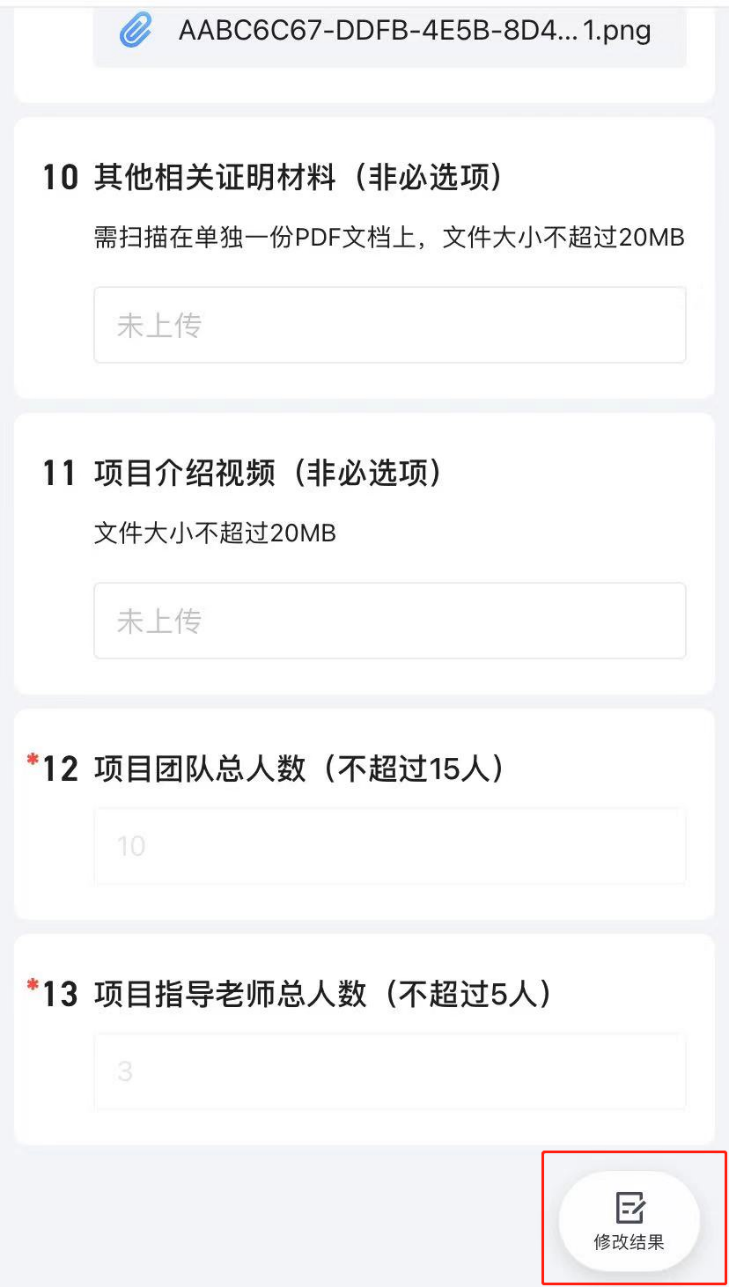 AABC6C67-DDFB-4E5B-8D4...1.png
10 其他相关证明材料（非必选项）
需扫描在单独一份PDF文档上，文件大小不超过20MB
未上传
11 项目介绍视频（非必选项）
文件大小不超过20MB
未上传
*12 项目团队总人数（不超过15人）
10
*13 项目指导老师总人数（不超过5人）
3
修改结果